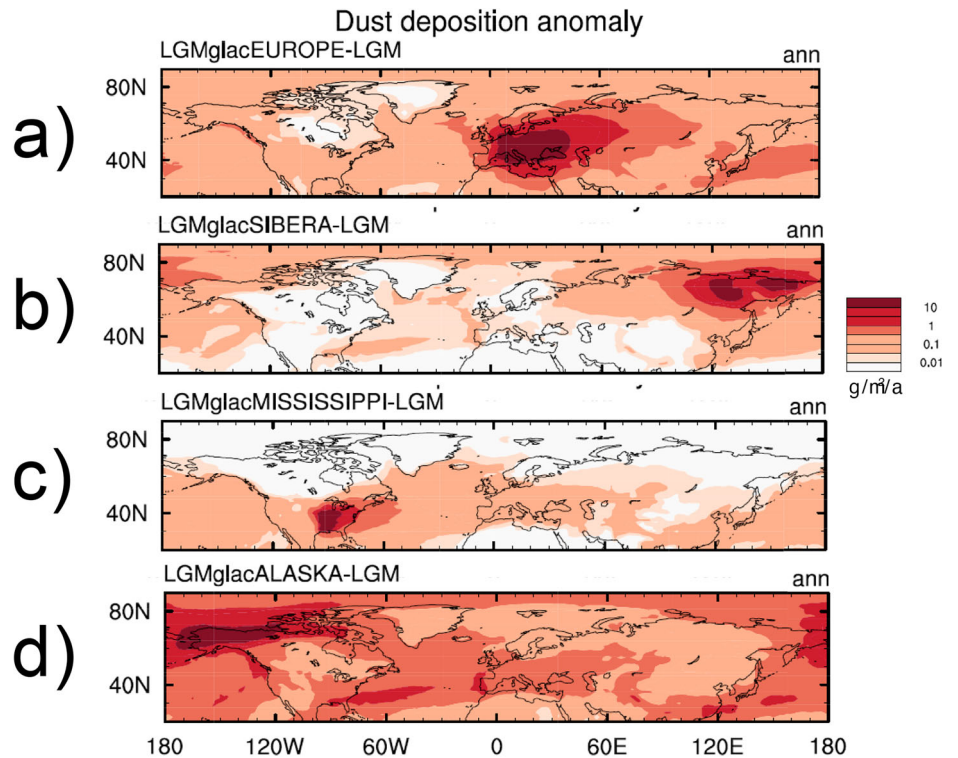 Dust deposition anomaly
a)
LGMglacEUROPE-LGM ann
80N
40N
b)
LGMglacSIBERA-LGM ann
80N
40N
10
1
0.1
0.01
g/m²/a
c)
LGMglacMISSISSIPPI-LGM ann
80N
40N
d)
LGMglacALASKA-LGM ann
80N
40N
180 120W 60W 0 60E 120E 180